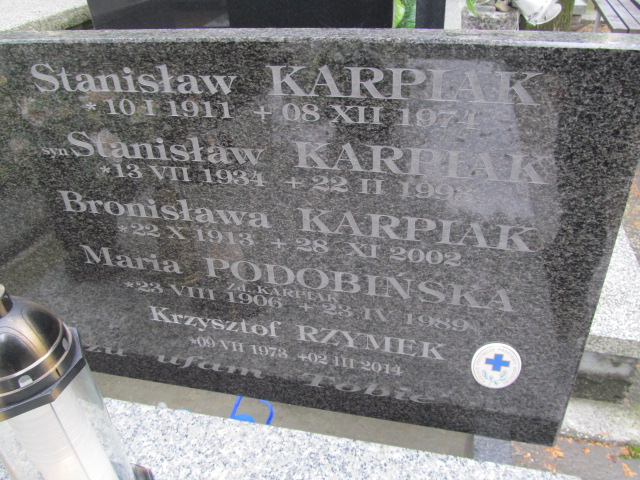 Stanisław KARPIAK
*10 I 1911 + 08 XII 1974
syn Stanisław KARPIAK
*13 VII 1934 + 22 II
Bronisława KARPIAK
*22 X 1913 + 28 XI 2002
Maria PODOBIŃSKA
Zd. KARPIAK
*23 VIII 1906 + 23 IV 1989
Krzysztof RZYMEK
*09 VII 1973 +02 III 2014
ufam Tobie